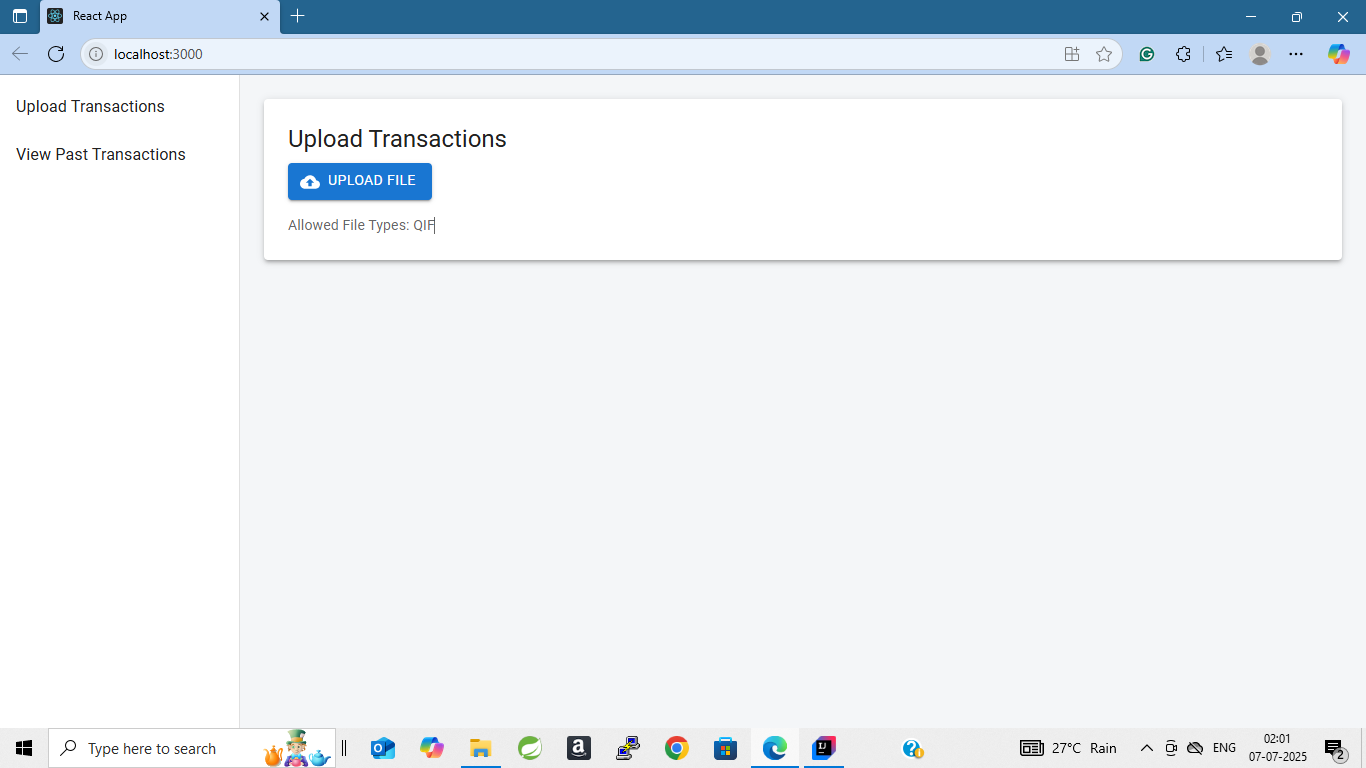 React App
localhost:3000
Upload Transactions
View Past Transactions
Upload Transactions
UPLOAD FILE
Allowed File Types: QIF
Type here to search
27°C Rain
ENG
02:01
07-07-2025
2